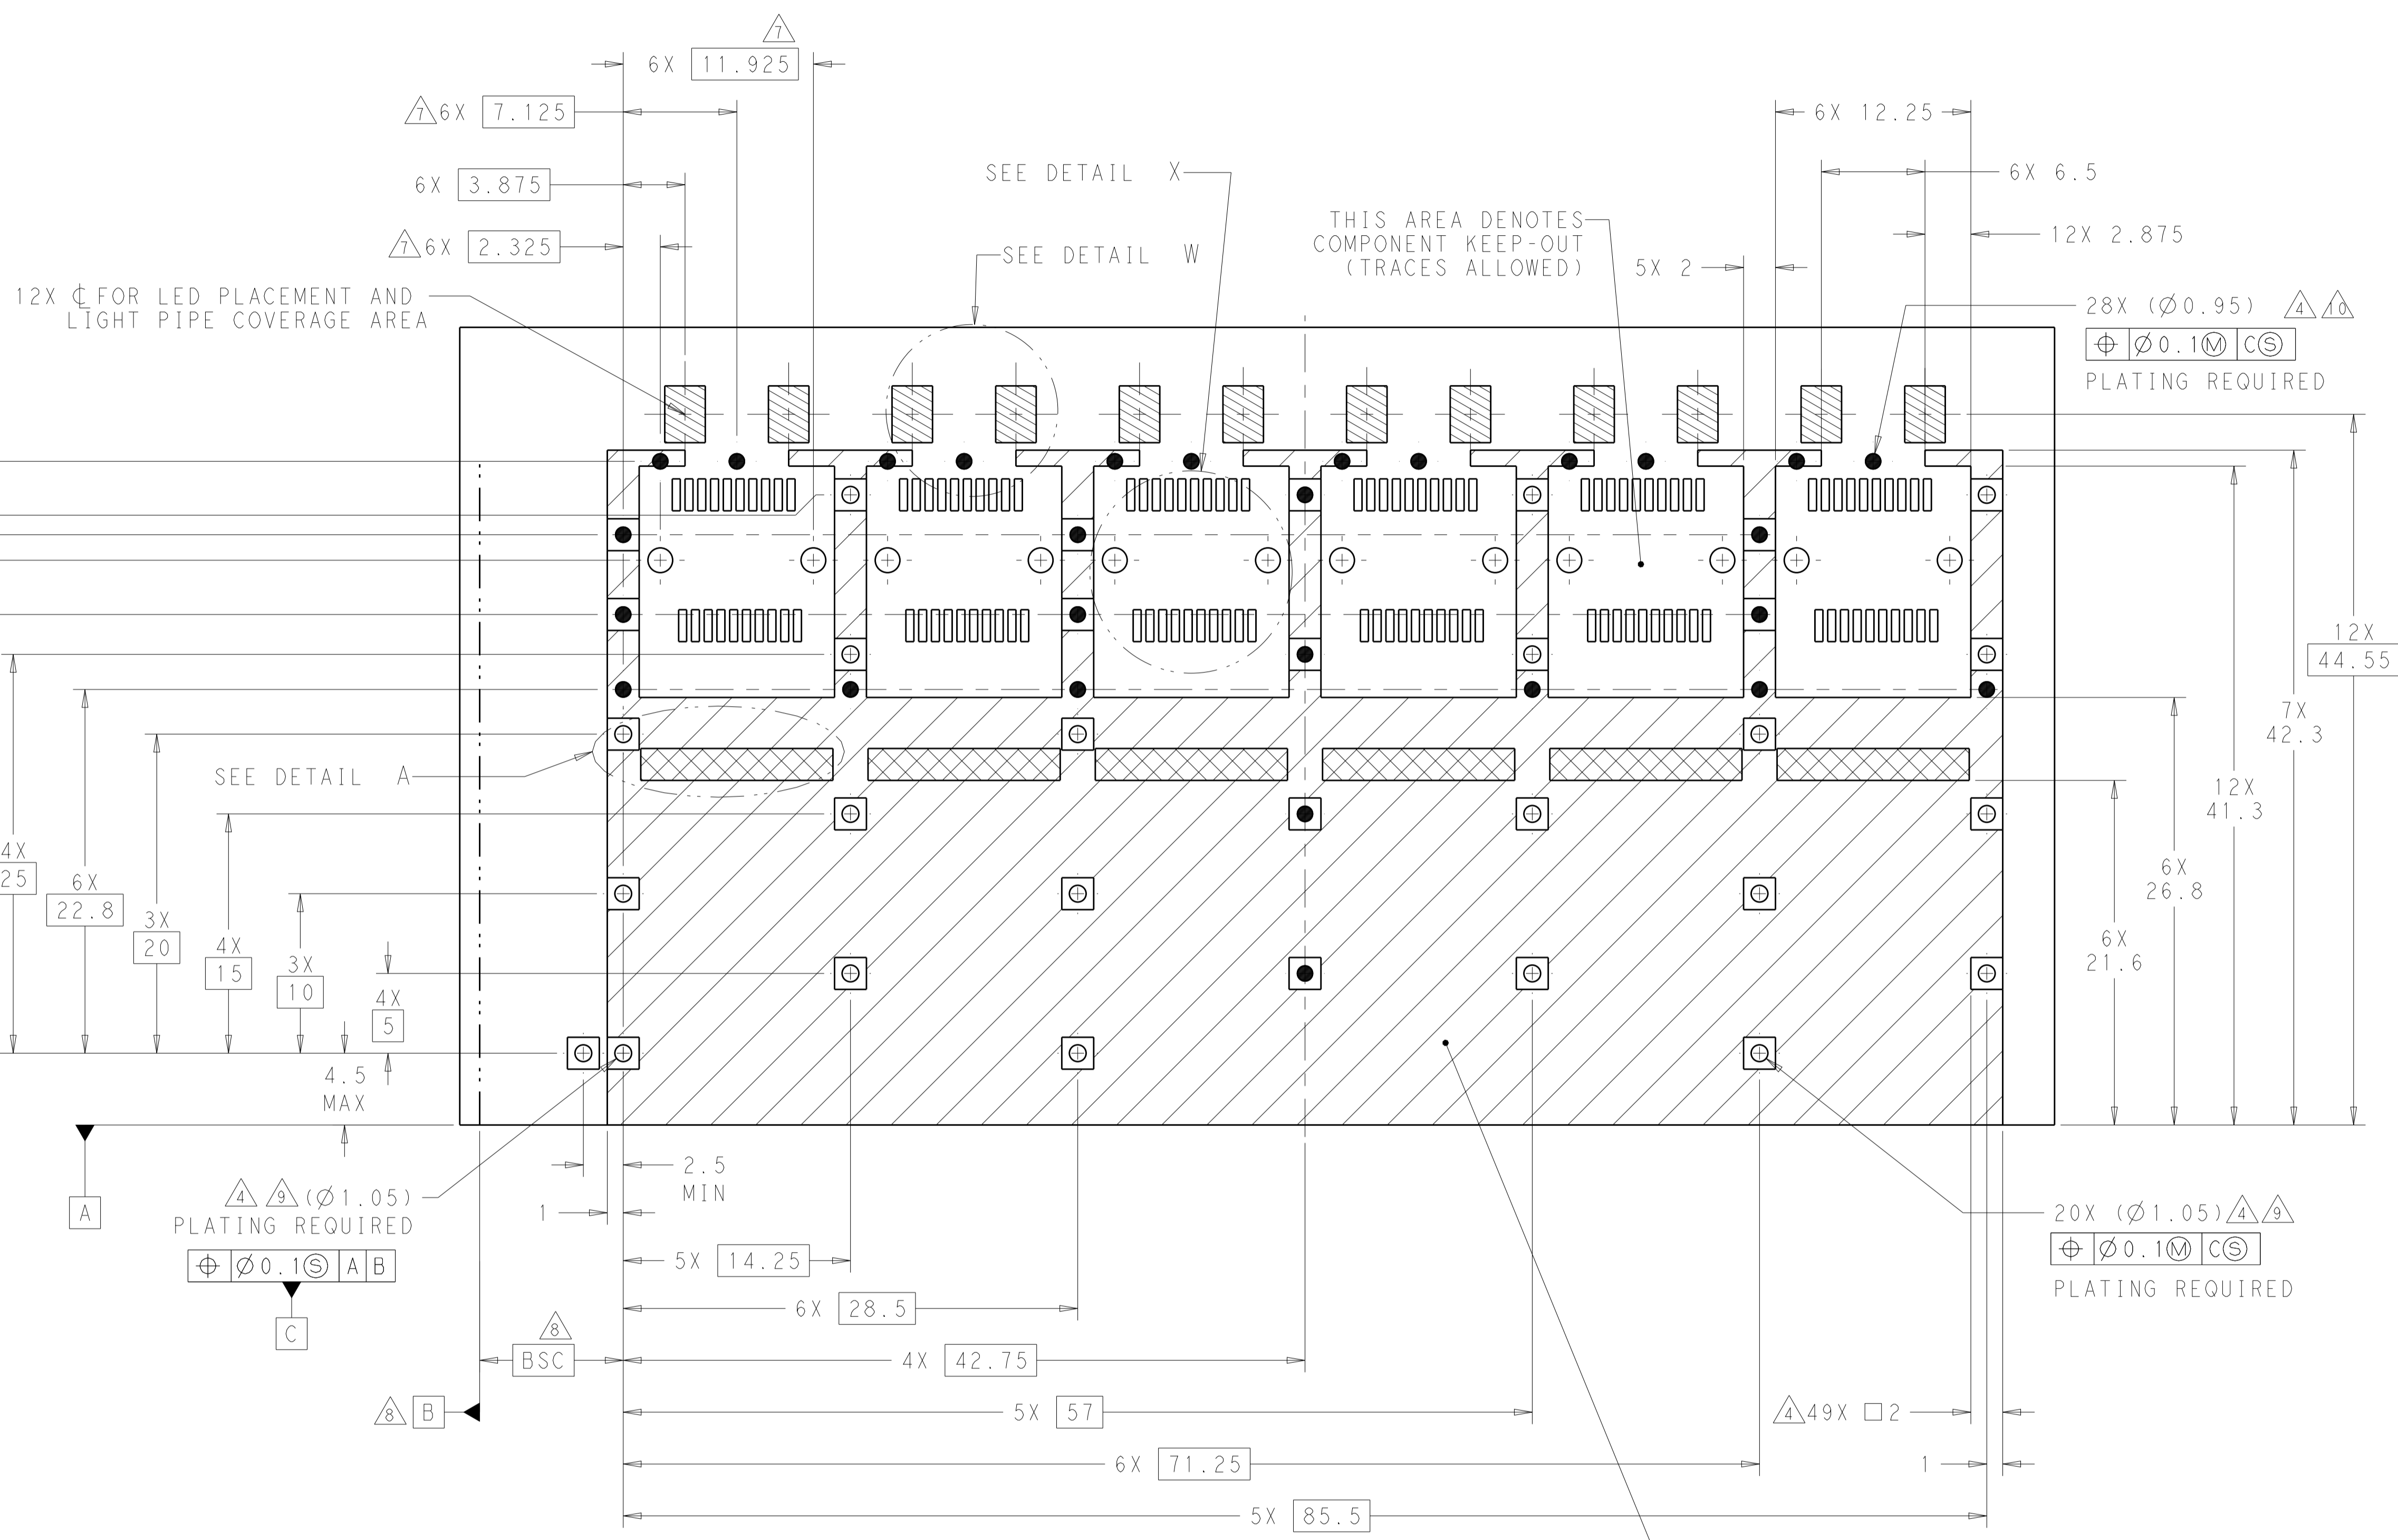 7
6X 11.925
7 6X 7.125
6X 12.25
6X 3.875
SEE DETAIL X
6X 6.5
THIS AREA DENOTES
COMPONENT KEEP-OUT
(TRACES ALLOWED)
7 6X 2.325
SEE DETAIL W
12X 2.875
5X 2
12X ℄ FOR LED PLACEMENT AND
LIGHT PIPE COVERAGE AREA
28X (Ø0.95) 4 10
⌖ Ø0.1Ⓜ CⓈ
PLATING REQUIRED
12X
44.55
7X
42.3
SEE DETAIL A
12X
41.3
4X
25
6X
22.8
6X
26.8
3X
20
4X
15
3X
10
4X
5
6X
21.6
4.5
MAX
2.5
MIN
A
4 9 (Ø1.05)
PLATING REQUIRED
⌖ Ø0.1Ⓢ A B
C
1
20X (Ø1.05) 4 9
⌖ Ø0.1Ⓜ CⓈ
PLATING REQUIRED
5X 14.25
6X 28.5
8
BSC
4X 42.75
8 B
5X 57
4 49X □2
6X 71.25
1
5X 85.5